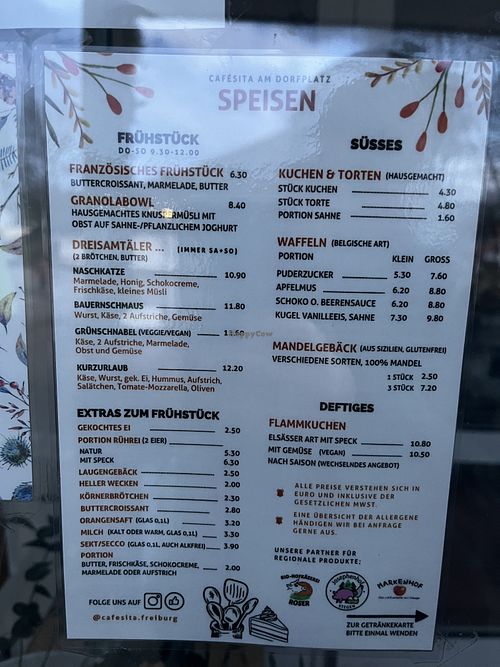 CAFÉSITA AM DORFPLATZ
SPEISEN
FRÜHSTÜCK
DO-SO 9.30-12.00
FRANZÖSISCHES FRÜHSTÜCK 6.30
BUTTERCROISSANT, MARMELADE, BUTTER
GRANOLABOWL 8.40
HAUSGEMACHTES KNUSPERMÜSLI MIT
OBST AUF SAHNE-/PFLANZLICHEM JOGHURT
DREISAMTÄLER ... (IMMER SA+SO)
(2 BRÖTCHEN, BUTTER)
NASCHKATZE 10.90
Marmelade, Honig, Schokocreme,
Frischkäse, kleines Müsli
BAUERNSCHMAUS 11.80
Wurst, Käse, 2 Aufstriche, Gemüse
GRÜNSCHNABEL (VEGGIE/VEGAN)
Käse, 2 Aufstriche, Marmelade,
Obst und Gemüse
KURZURLAUB 12.20
Käse, Wurst, gek. Ei, Hummus, Aufstrich,
Salätchen, Tomate-Mozzarella, Oliven
EXTRAS ZUM FRÜHSTÜCK
GEKOCHTES EI 2.50
PORTION RÜHREI (2 EIER)
NATUR 5.30
MIT SPECK 6.30
LAUGENGEBÄCK 2.50
HELLER WECKEN 2.00
KÖRNERBRÖTCHEN 2.30
BUTTERCROISSANT 2.80
ORANGENSAFT (GLAS 0,1L) 3.20
MILCH (KALT ODER WARM, GLAS 0,1L) 3.30
SEKT/SECCO (GLAS 0,1L, AUCH ALKFREI) 3.90
PORTION
BUTTER, FRISCHKÄSE, SCHOKOCREME,
MARMELADE ODER AUFSTRICH 2.00
FOLGE UNS AUF
@cafesita.freiburg
SÜSSES
KUCHEN & TORTEN (HAUSGEMACHT)
STÜCK KUCHEN 4.30
STÜCK TORTE 4.80
PORTION SAHNE 1.60
WAFFELN (BELGISCHE ART)
PORTION KLEIN GROSS
PUDERZUCKER 5.30 7.60
APFELMUS 6.20 8.80
SCHOKO O. BEERENSAUCE 6.20 8.80
KUGEL VANILLEEIS, SAHNE 7.30 9.80
MANDELGEBÄCK (AUS SIZILIEN, GLUTENFREI)
VERSCHIEDENE SORTEN, 100% MANDEL
1 STÜCK 2.50
3 STÜCK 7.20
DEFTIGES
FLAMMKUCHEN
ELSÄSSER ART MIT SPECK 10.80
MIT GEMÜSE (VEGAN) 10.50
NACH SAISON (WECHSELNDES ANGEBOT)
ALLE PREISE VERSTEHEN SICH IN
EURO UND INKLUSIVE DER
GESETZLICHEN MWST.
EINE ÜBERSICHT DER ALLERGENE
HÄNDIGEN WIR BEI ANFRAGE
GERNE AUS.
UNSERE PARTNER FÜR
REGIONALE PRODUKTE:
BIO-HOFKÄSEREI
RÖSER
Josephenhof
STEGEN
MARKENHOF
ZUR GETRÄNKEKARTE
BITTE EINMAL WENDEN
HappyCow